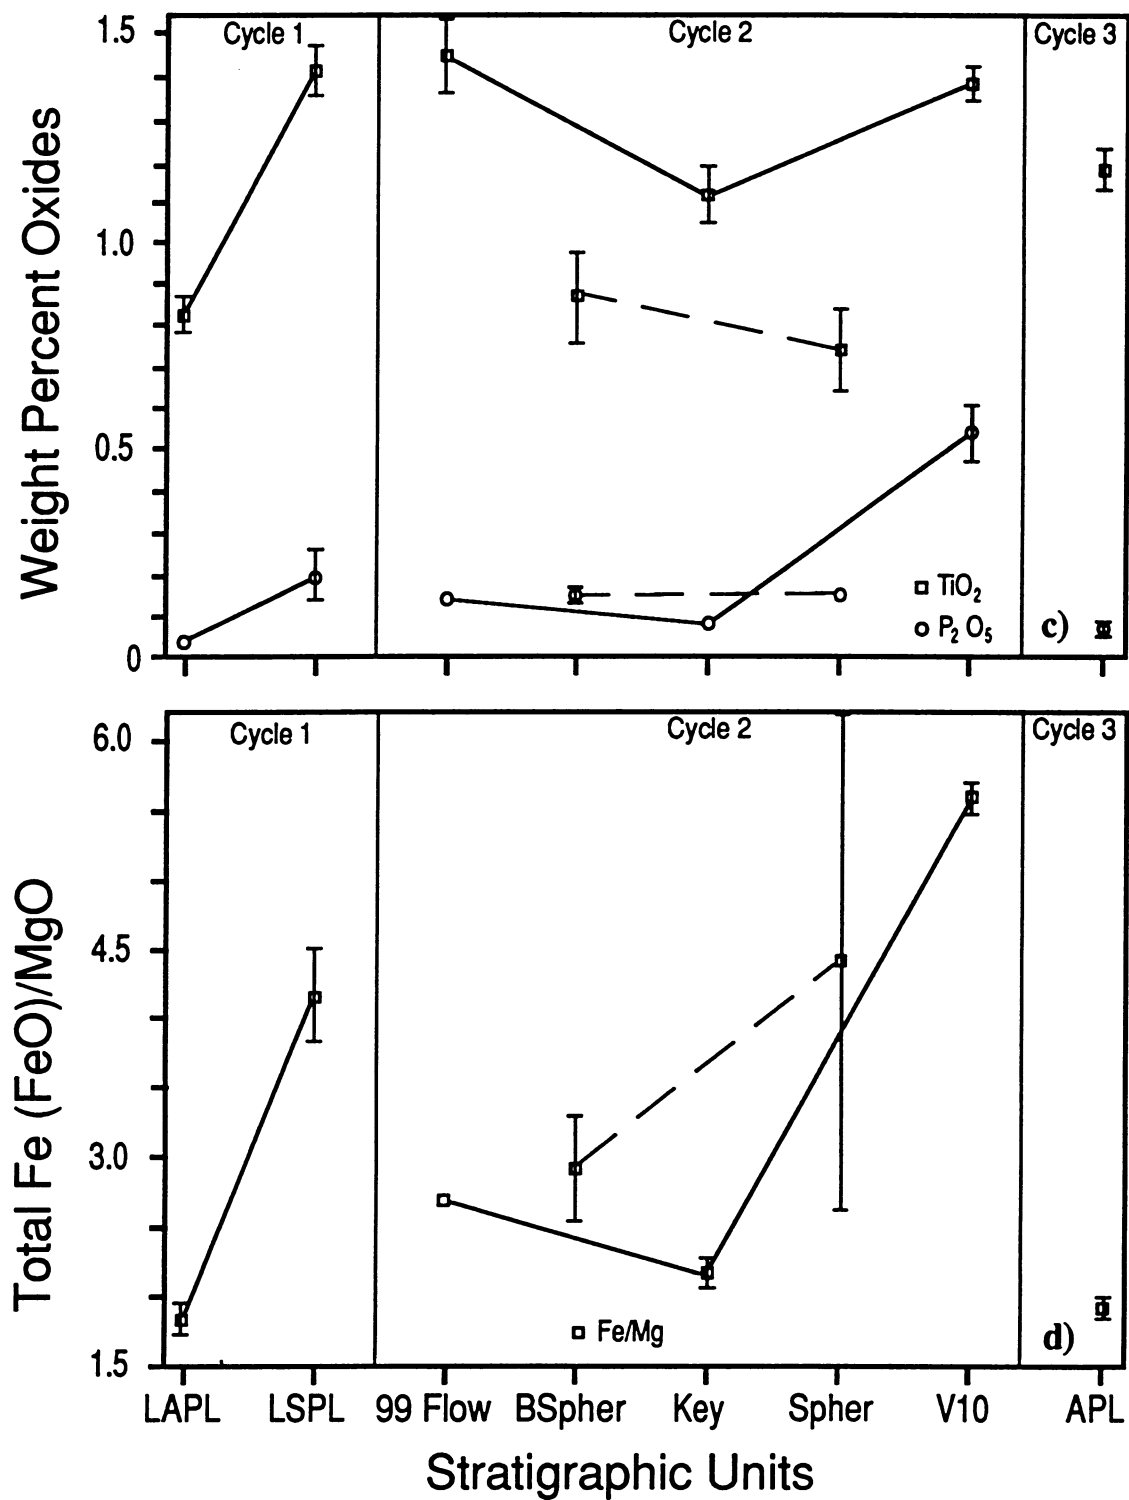 Cycle 1
Cycle 2
Cycle 3
1.5
1.0
0.5
0
Weight Percent Oxides
TiO2
P2 O5
c)
Cycle 1
Cycle 2
Cycle 3
6.0
4.5
3.0
1.5
Total Fe (FeO)/MgO
Fe/Mg
d)
LAPL LSPL 99 Flow BSpher Key Spher V10 APL
Stratigraphic Units